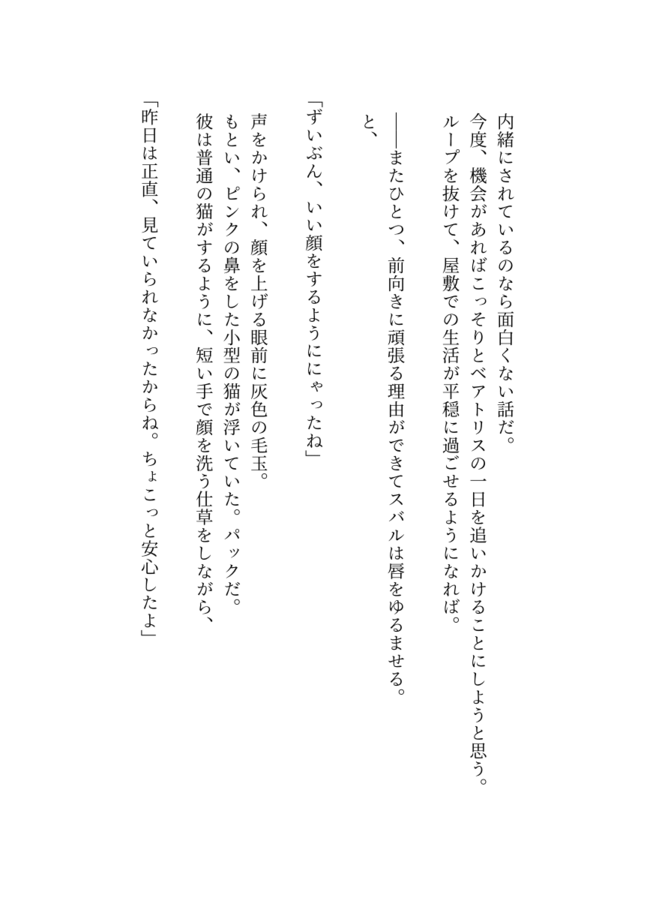 内緒にされているのなら面白くない話だ。
今度、機会があればこっそりとベアトリスの一日を追いかけることにしようと思う。
ループを抜けて、屋敷での生活が平穏に過ごせるようになれば。
――またひとつ、前向きに頑張る理由ができてスバルは唇をゆるませる。
と、
「ずいぶん、いい顔をするようににゃったね」
声をかけられ、顔を上げる眼前に灰色の毛玉。
もとい、ピンクの鼻をした小型の猫が浮いていた。パックだ。
彼は普通の猫がするように、短い手で顔を洗う仕草をしながら、
「昨日は正直、見ていられなかったからね。ちょこっと安心したよ」